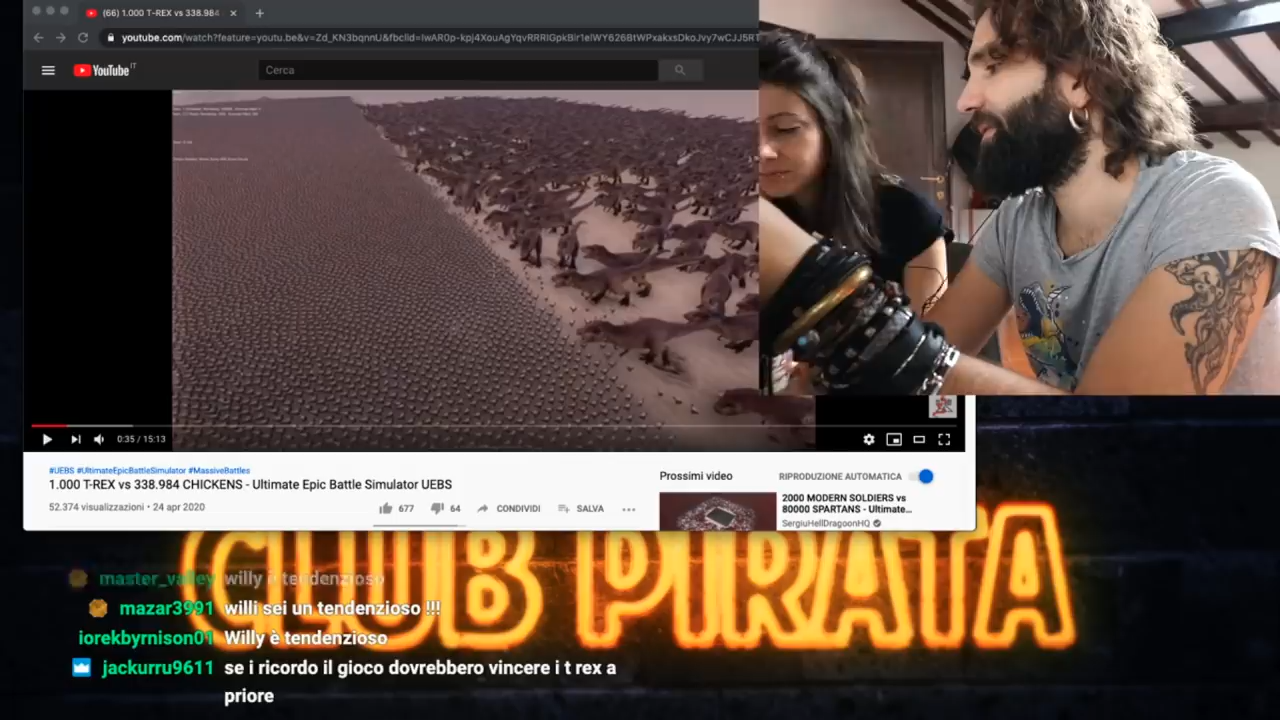 (66) 1.000 T-REX vs 338.984
youtube.com/watch?feature=youtu.be&v=Zd_KN3bqnnU&fbclid=IwAR0p-kpj4XouAgYqvRRRIGpkBir1elWY626BtWPxakxsDkoJvy7wCJJ5RT
YouTube IT
Cerca
0:35 / 15:13
#UEBS #UltimateEpicBattleSimulator #MassiveBattles
1.000 T-REX vs 338.984 CHICKENS - Ultimate Epic Battle Simulator UEBS
52.374 visualizzazioni • 24 apr 2020
677
64
CONDIVIDI
SALVA
Prossimi video
RIPRODUZIONE AUTOMATICA
2000 MODERN SOLDIERS vs
80000 SPARTANS - Ultimate...
SergiuHellDragoonHQ
CLUB PIRATA
master_valley willy è tendenzioso
mazar3991 willi sei un tendenzioso !!!
iorekbyrnison01 Willy è tendenzioso
jackurru9611 se i ricordo il gioco dovrebbero vincere i t rex a
priore